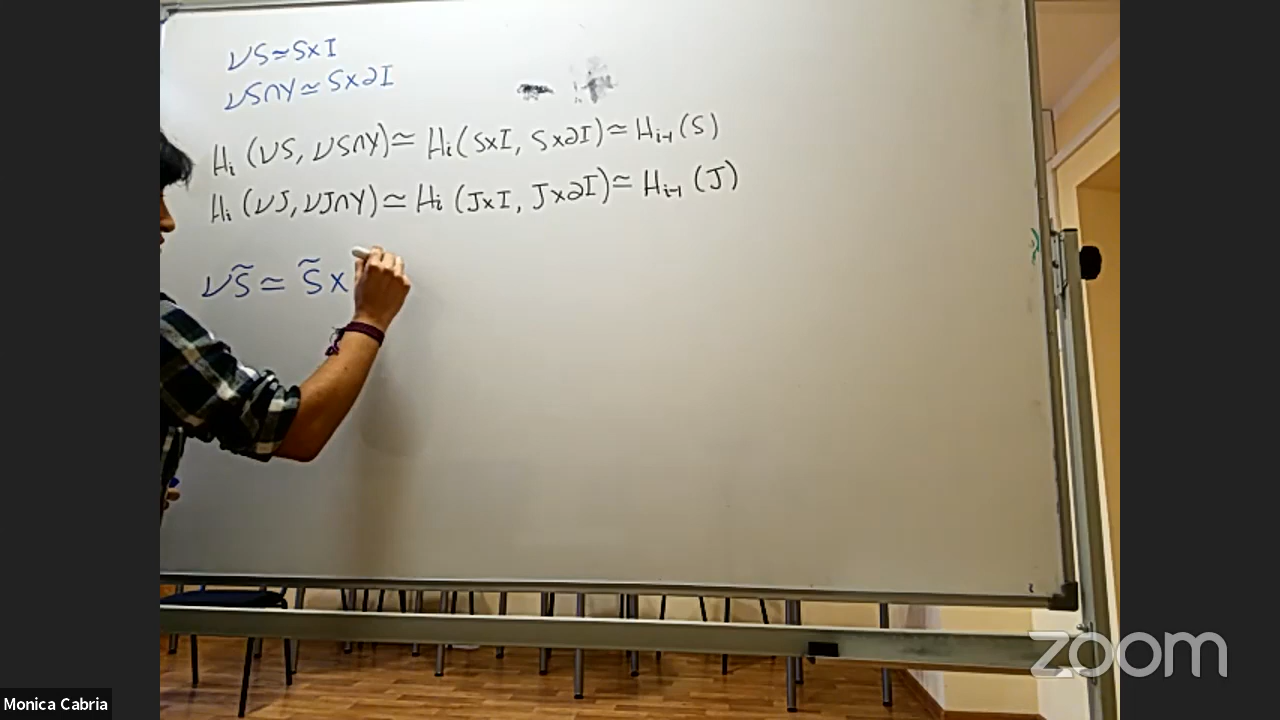 νS≃S×I
νS∩Y≃S×∂I
Hᵢ(νS, νS∩Y)≃Hᵢ(S×I, S×∂I)≃Hᵢ₋₁(S)
Hᵢ(νJ, νJ∩Y)≃Hᵢ(J×I, J×∂I)≃Hᵢ₋₁(J)
νS̃≃S̃×
zoom
Monica Cabria